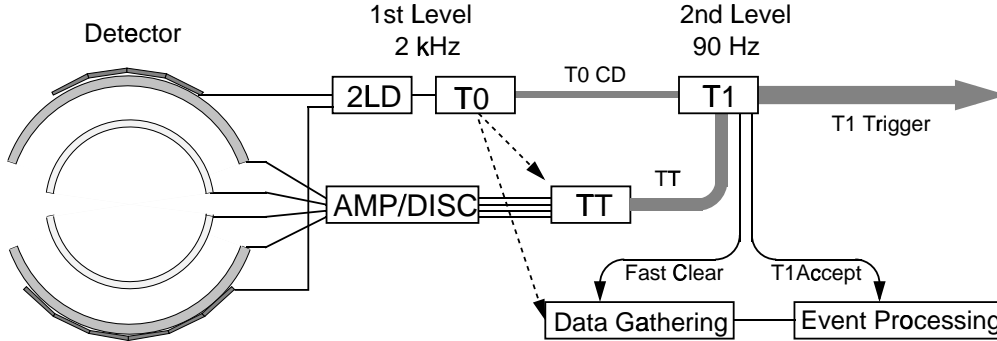 1st Level
2nd Level
Detector
2 kHz
90 Hz
T0 CD
2LD
T0
T1
T1 Trigger
TT
AMP/DISC
TT
Fast Clear
T1Accept
Data Gathering
Event Processing